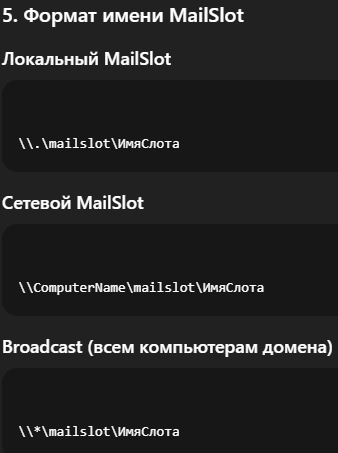 5. Формат имени MailSlot
Локальный MailSlot
\\.\mailslot\ИмяСлота
Сетевой MailSlot
\\ComputerName\mailslot\ИмяСлота
Broadcast (всем компьютерам домена)
\\*\mailslot\ИмяСлота